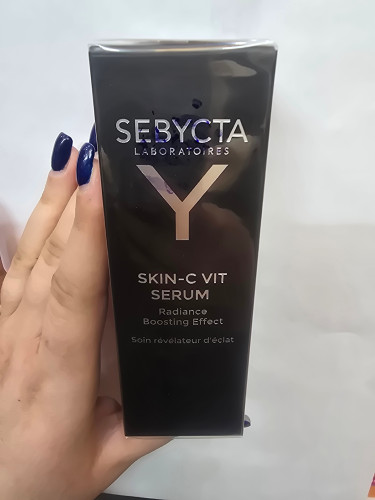 SEBYCTA
LABORATOIRES
Y
SKIN-C VIT
SERUM
Radiance
Boosting Effect
Soin révélateur d'éclat